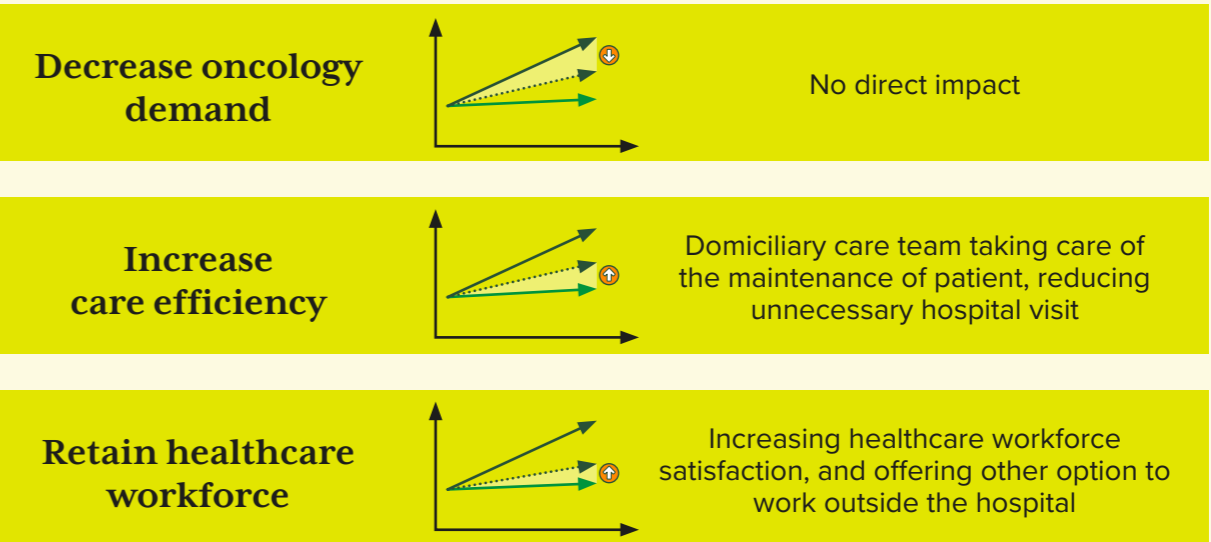 Decrease oncology
demand
No direct impact
Increase
care efficiency
Domiciliary care team taking care of
the maintenance of patient, reducing
unnecessary hospital visit
Retain healthcare
workforce
Increasing healthcare workforce
satisfaction, and offering other option to
work outside the hospital